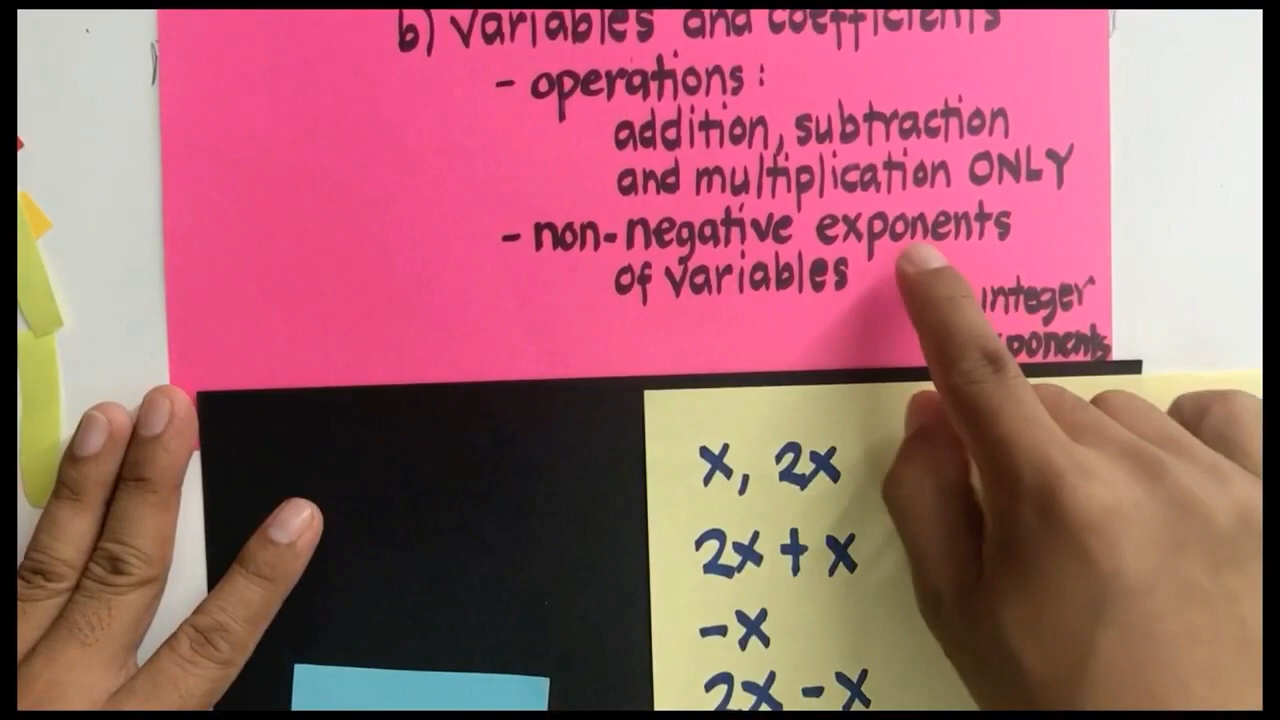 b) variables and coefficients
- operations:
addition, subtraction
and multiplication ONLY
- non-negative exponents
of variables
integer
x, 2x
2x + x
-x
2x - x